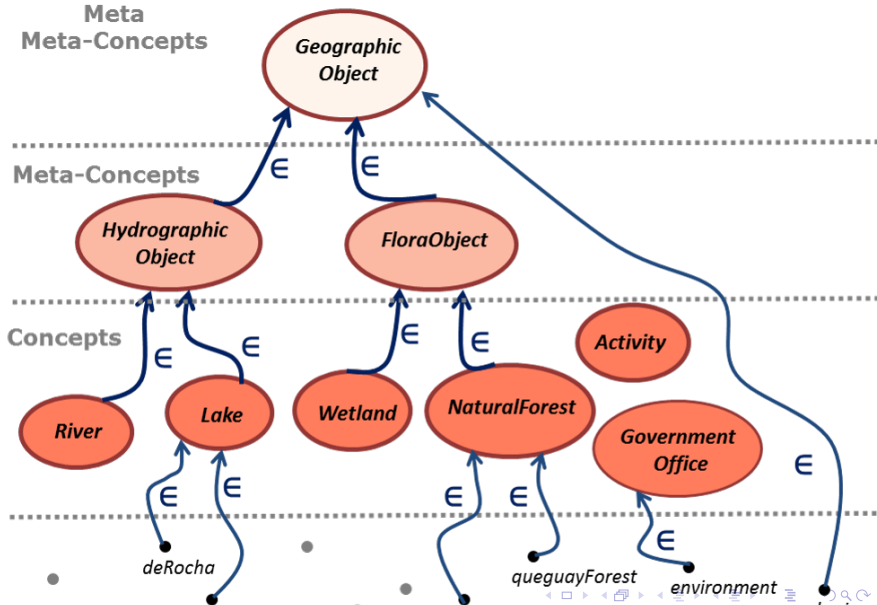 Meta
Meta-Concepts
Geographic
Object
∈
∈
Meta-Concepts
Hydrographic
Object
FloraObject
Concepts
∈
∈
∈
∈
Activity
River
Lake
Wetland
NaturalForest
Government
Office
∈
∈
∈
∈
∈
∈
∈
deRocha
queguayForest
environment